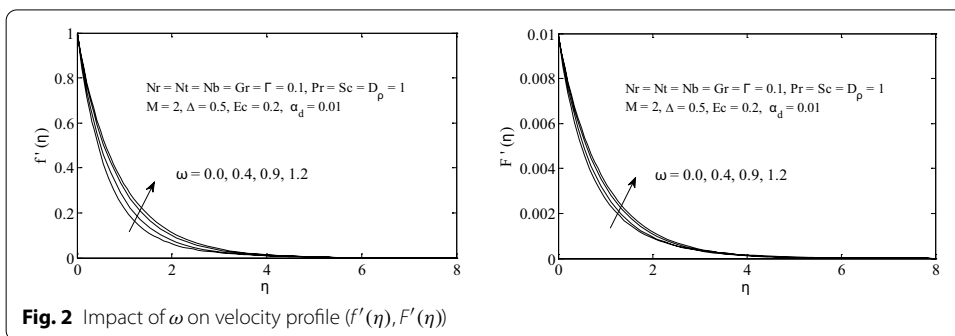 1
0.8
0.6
0.4
0.2
0
f'(η)
Nr = Nt = Nb = Gr = Γ = 0.1, Pr = Sc = D_ρ = 1
M = 2, Δ = 0.5, Ec = 0.2, α_d = 0.01
ω = 0.0, 0.4, 0.9, 1.2
0 2 4 6 8
η
0.01
0.008
0.006
0.004
0.002
0
F'(η)
Nr = Nt = Nb = Gr = Γ = 0.1, Pr = Sc = D_ρ = 1
M = 2, Δ = 0.5, Ec = 0.2, α_d = 0.01
ω = 0.0, 0.4, 0.9, 1.2
0 2 4 6 8
η
Fig. 2 Impact of ω on velocity profile (f′(η), F′(η))